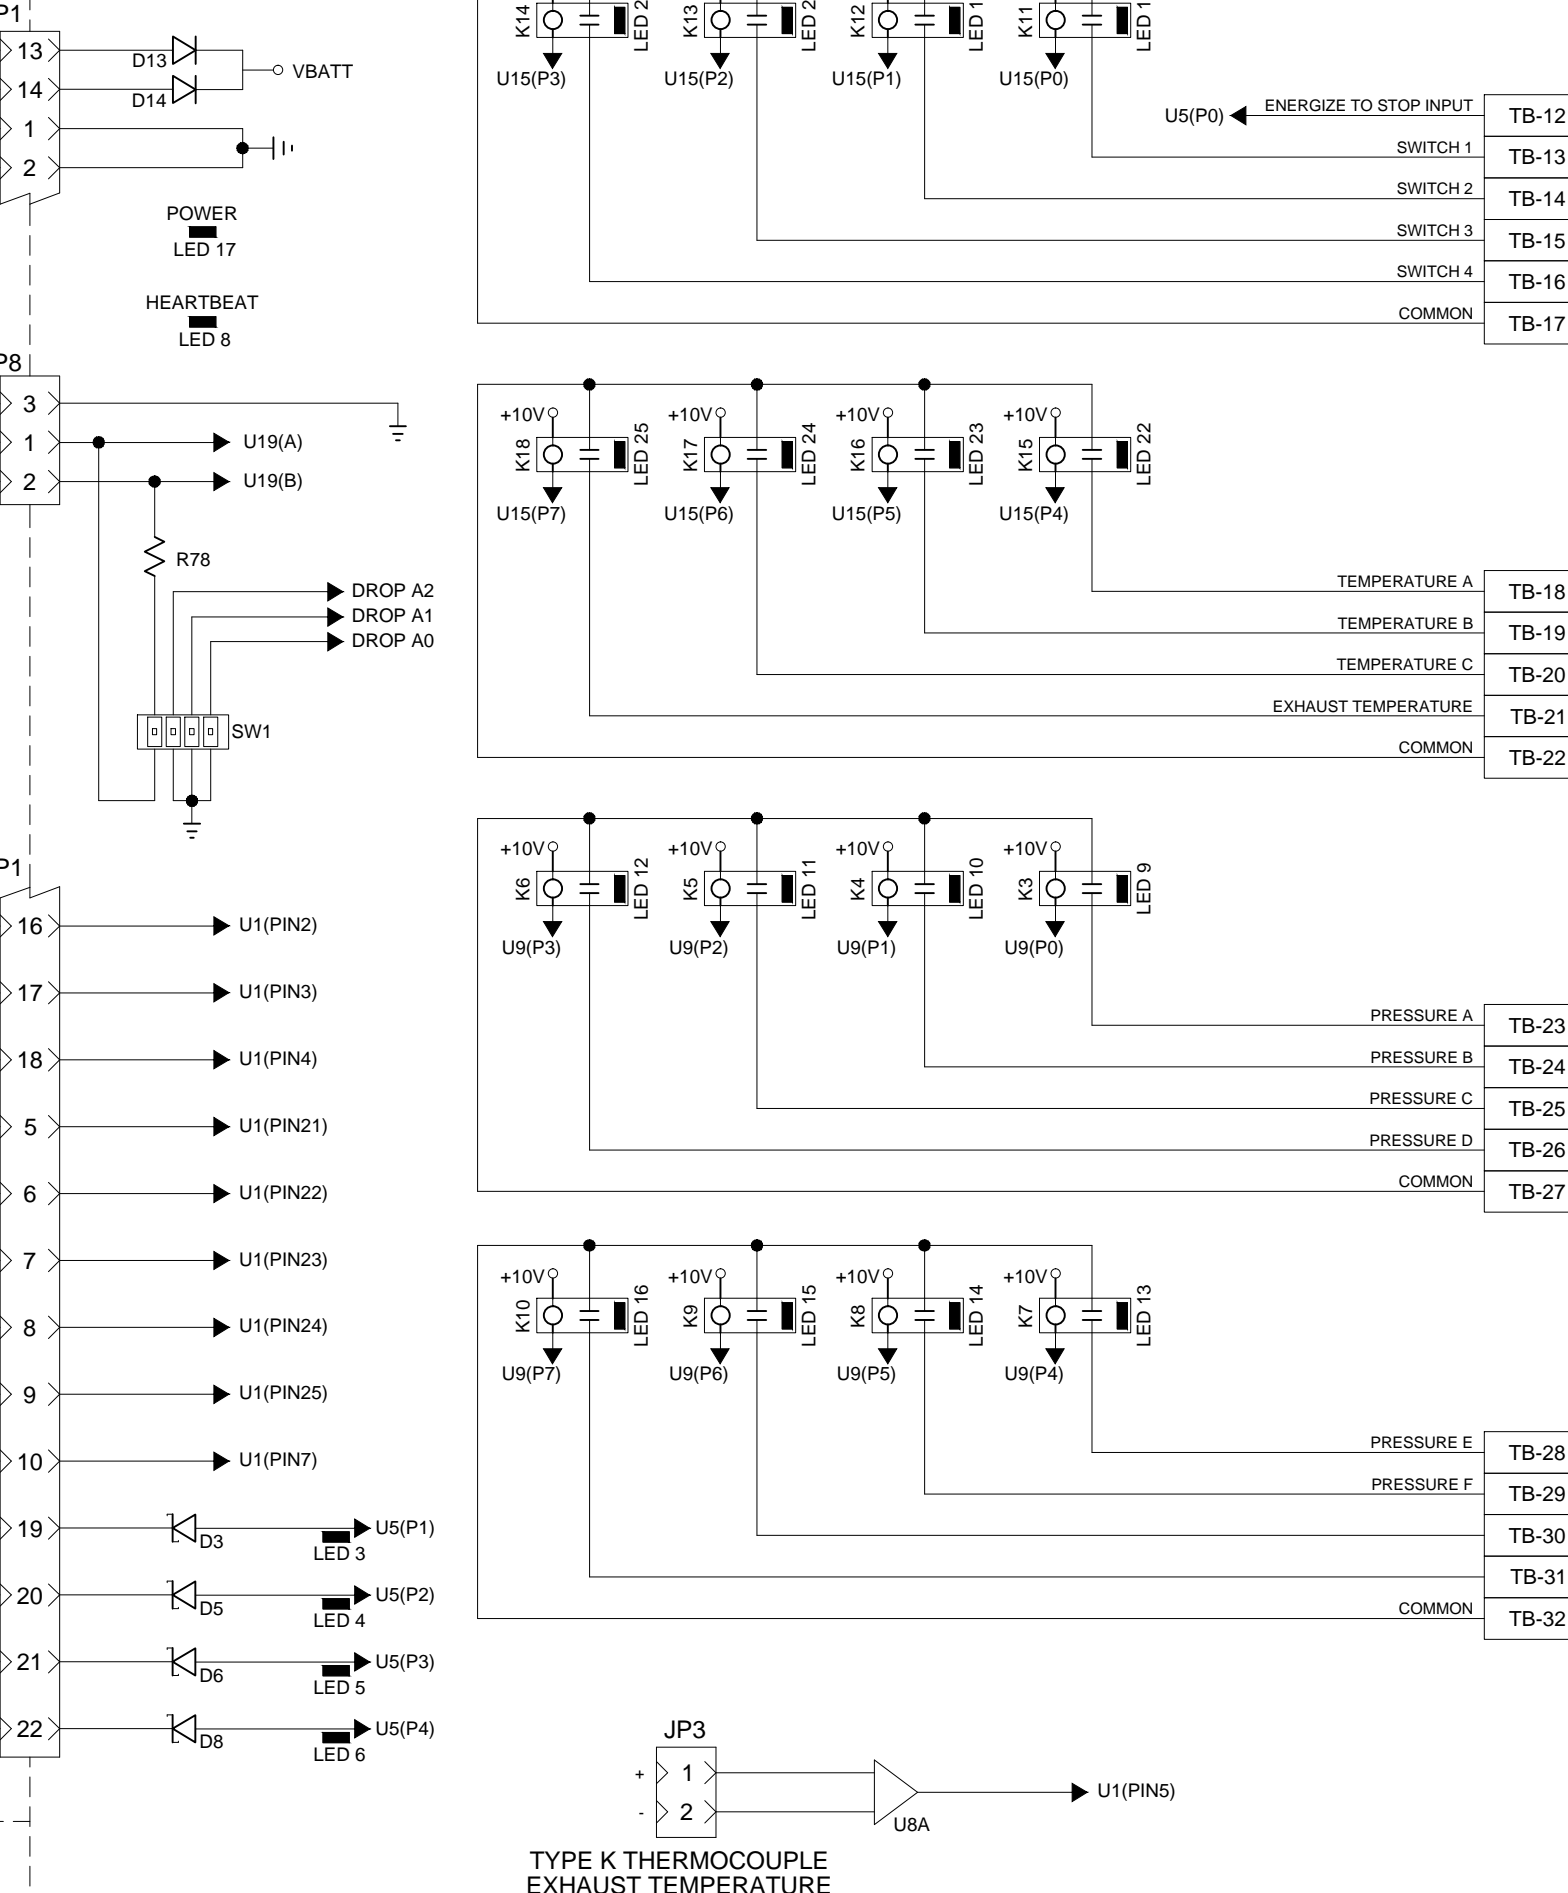 P1
13
14
1
2
D13
D14
VBATT
POWER
LED 17
HEARTBEAT
LED 8
P8
3
1
2
U19(A)
U19(B)
R78
DROP A2
DROP A1
DROP A0
SW1
P1
16 U1(PIN2)
17 U1(PIN3)
18 U1(PIN4)
5 U1(PIN21)
6 U1(PIN22)
7 U1(PIN23)
8 U1(PIN24)
9 U1(PIN25)
10 U1(PIN7)
19 D3 LED 3 U5(P1)
20 D5 LED 4 U5(P2)
21 D6 LED 5 U5(P3)
22 D8 LED 6 U5(P4)
K14 LED 2 K13 LED 2 K12 LED 1 K11 LED 1
U15(P3) U15(P2) U15(P1) U15(P0)
U5(P0) ENERGIZE TO STOP INPUT TB-12
SWITCH 1 TB-13
SWITCH 2 TB-14
SWITCH 3 TB-15
SWITCH 4 TB-16
COMMON TB-17
+10V +10V +10V +10V
K18 LED 25 K17 LED 24 K16 LED 23 K15 LED 22
U15(P7) U15(P6) U15(P5) U15(P4)
TEMPERATURE A TB-18
TEMPERATURE B TB-19
TEMPERATURE C TB-20
EXHAUST TEMPERATURE TB-21
COMMON TB-22
+10V +10V +10V +10V
K6 LED 12 K5 LED 11 K4 LED 10 K3 LED 9
U9(P3) U9(P2) U9(P1) U9(P0)
PRESSURE A TB-23
PRESSURE B TB-24
PRESSURE C TB-25
PRESSURE D TB-26
COMMON TB-27
+10V +10V +10V +10V
K10 LED 16 K9 LED 15 K8 LED 14 K7 LED 13
U9(P7) U9(P6) U9(P5) U9(P4)
PRESSURE E TB-28
PRESSURE F TB-29
TB-30
TB-31
COMMON TB-32
JP3
+ 1
- 2
U8A
U1(PIN5)
TYPE K THERMOCOUPLE
EXHAUST TEMPERATURE